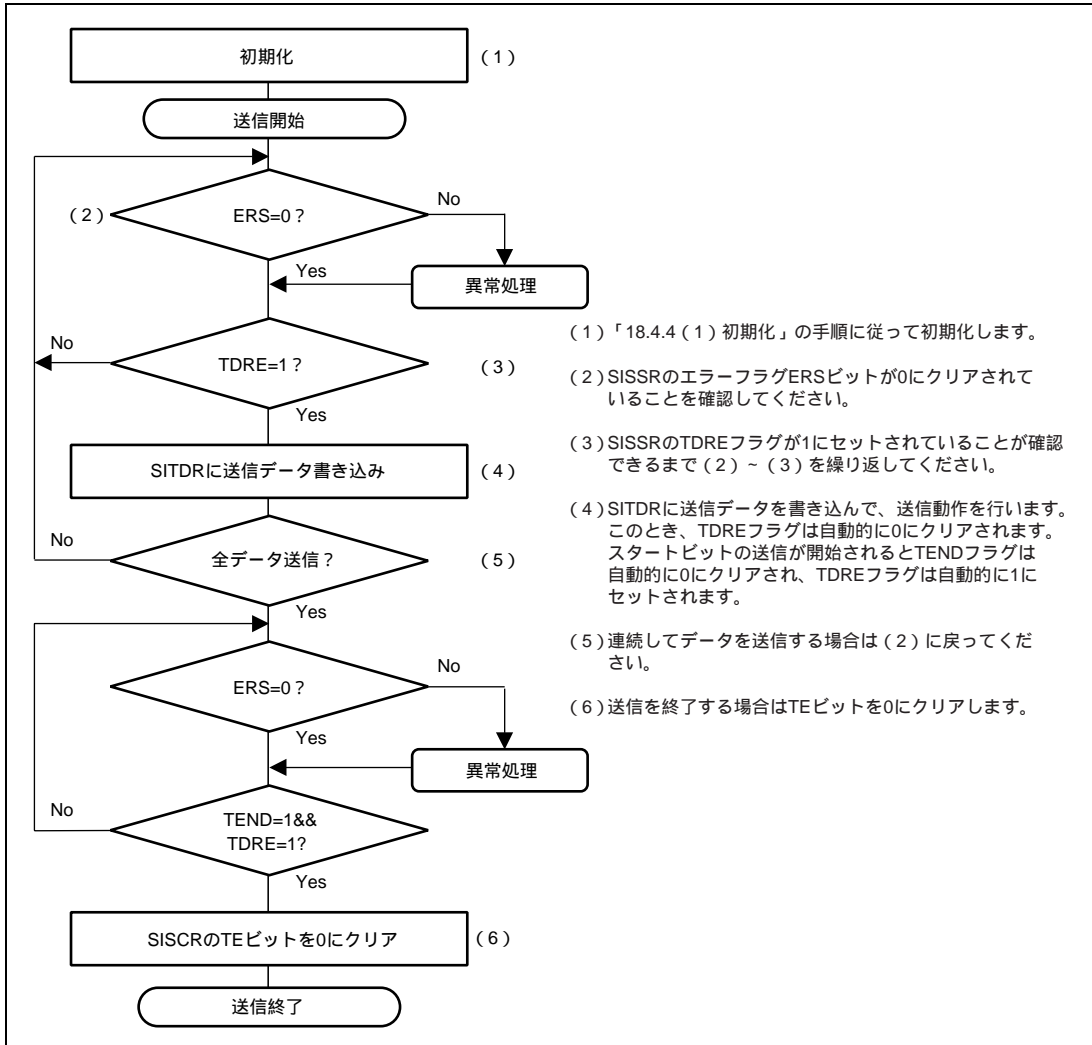 初期化
(1)
送信開始
(2)
ERS=0?
No
Yes
異常処理
No
TDRE=1?
(3)
Yes
SITDRに送信データ書き込み
(4)
No
全データ送信?
(5)
Yes
ERS=0?
No
Yes
異常処理
No
TEND=1&&
TDRE=1?
Yes
SISCRのTEビットを0にクリア
(6)
送信終了
(1)「18.4.4(1)初期化」の手順に従って初期化します。
(2)SISSRのエラーフラグERSビットが0にクリアされて
いることを確認してください。
(3)SISSRのTDREフラグが1にセットされていることが確認
できるまで(2)~(3)を繰り返してください。
(4)SITDRに送信データを書き込んで、送信動作を行います。
このとき、TDREフラグは自動的に0にクリアされます。
スタートビットの送信が開始されるとTENDフラグは
自動的に0にクリアされ、TDREフラグは自動的に1に
セットされます。
(5)連続してデータを送信する場合は(2)に戻ってくだ
さい。
(6)送信を終了する場合はTEビットを0にクリアします。